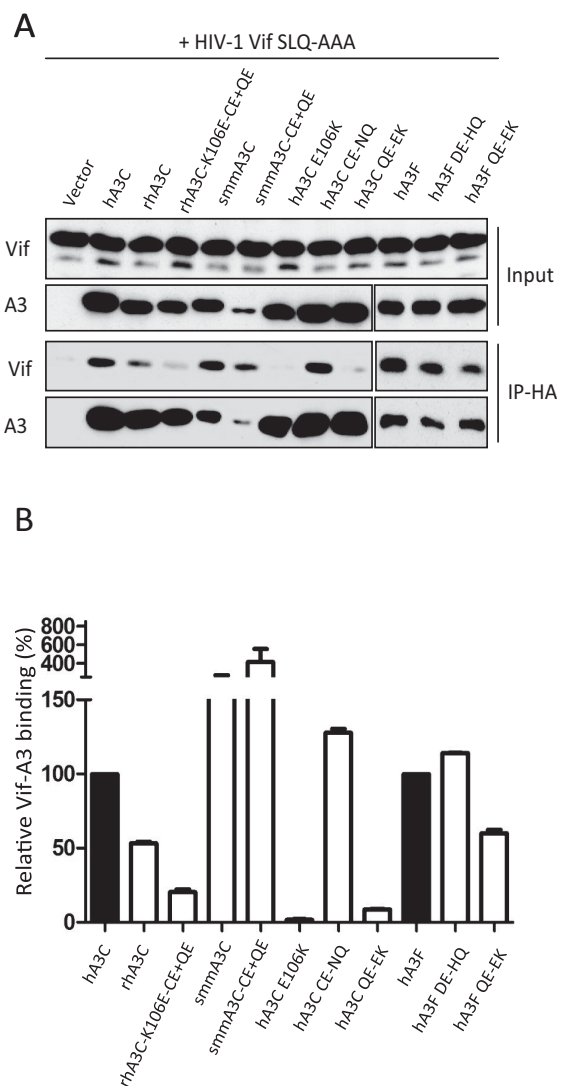 A
+ HIV-1 Vif SLQ-AAA
Vector
hA3C
rhA3C
rhA3C-K106E-CE+QE
smmA3C
smmA3C-CE+QE
hA3C E106K
hA3C CE-NQ
hA3C QE-EK
hA3F
hA3F DE-HQ
hA3F QE-EK
Vif
A3
Input
Vif
A3
IP-HA
B
Relative Vif-A3 binding (%)
800
600
400
150
100
50
0
hA3C
rhA3C
rhA3C-K106E-CE+QE
smmA3C
smmA3C-CE+QE
hA3C E106K
hA3C CE-NQ
hA3C QE-EK
hA3F
hA3F DE-HQ
hA3F QE-EK